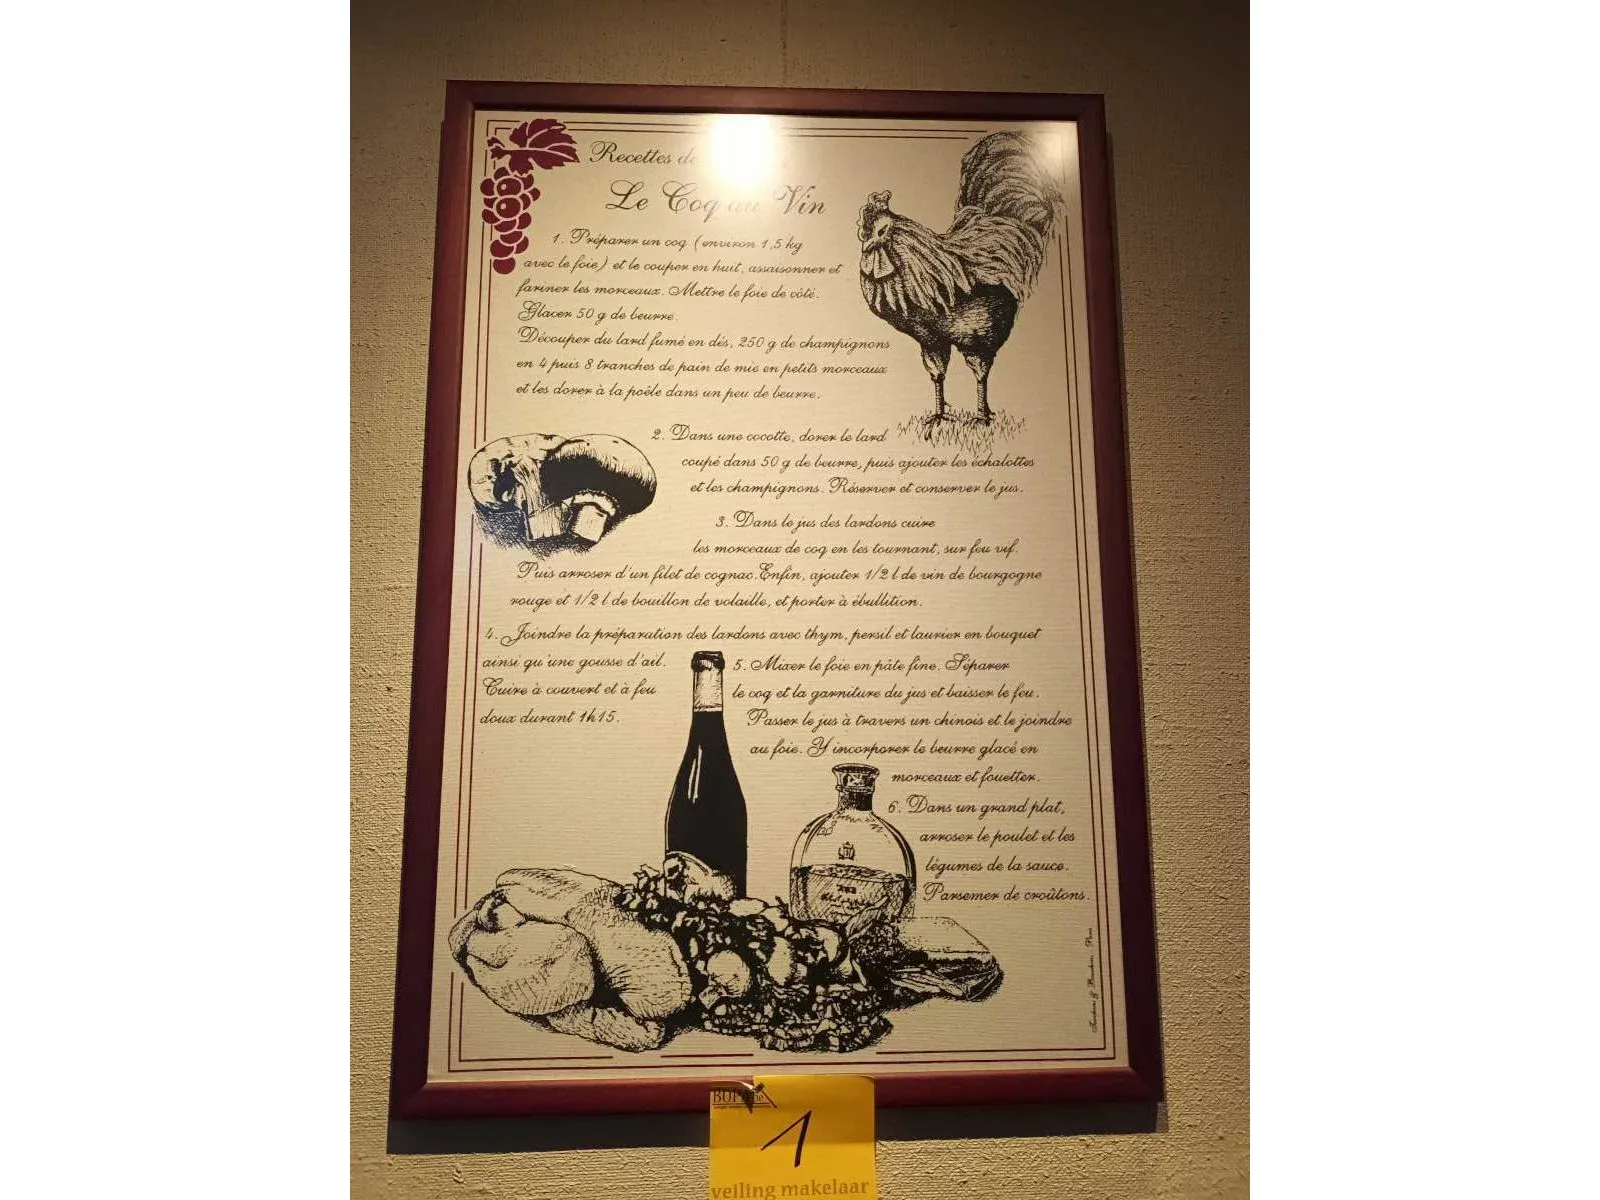 Recettes de
Le Coq au Vin
1. Préparer un coq (environ 1,5 kg
avec le foie) et le couper en huit, assaisonner et
fariner les morceaux. Mettre le foie de côté.
Glacer 50 g de beurre.
Découper du lard fumé en dés, 250 g de champignons
en 4 puis 8 tranches de pain de mie en petits morceaux
et les dorer à la poêle dans un peu de beurre.
2. Dans une cocotte, dorer le lard
coupé dans 50 g de beurre, puis ajouter les échalottes
et les champignons. Réserver et conserver le jus.
3. Dans le jus des lardons cuire
les morceaux de coq en les tournant, sur feu vif.
Puis arroser d'un filet de cognac. Enfin, ajouter 1/2 l de vin de bourgogne
rouge et 1/2 l de bouillon de volaille, et porter à ébullition.
4. Joindre la préparation des lardons avec thym, persil et laurier en bouquet
ainsi qu'une gousse d'ail.
Cuire à couvert et à feu
doux durant 1h15.
5. Mixer le foie en pâte fine. Séparer
le coq et la garniture du jus et baisser le feu.
Passer le jus à travers un chinois et le joindre
au foie. Y incorporer le beurre glacé en
morceaux et fouetter.
6. Dans un grand plat,
arroser le poulet et les
légumes de la sauce.
Parsemer de croûtons.
1
veiling makelaar